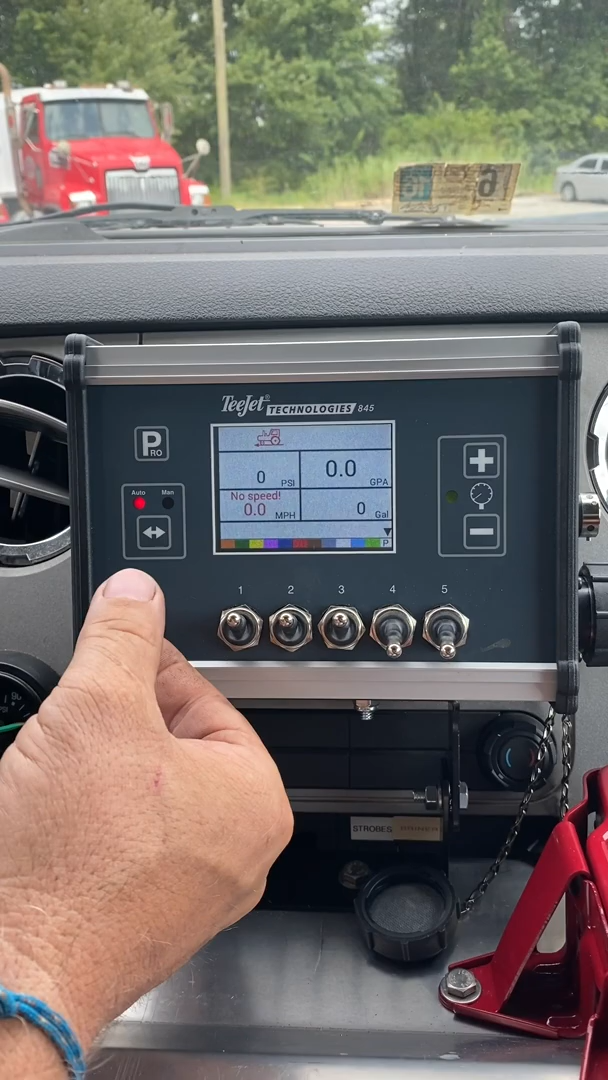 TeeJet® TECHNOLOGIES 845
P
RO
Auto Man
0 PSI
0.0 GPA
No speed!
0.0 MPH
0 Gal
P
1 2 3 4 5
STROBES